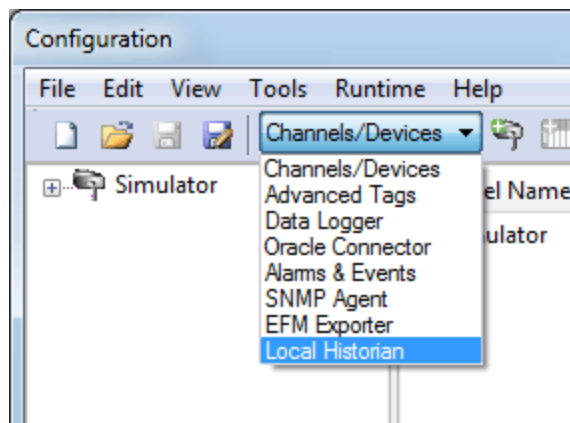 Configuration
File Edit View Tools Runtime Help
Channels/Devices
Simulator
Channels/Devices
Advanced Tags
Data Logger
Oracle Connector
Alarms & Events
SNMP Agent
EFM Exporter
Local Historian
el Name
ulator